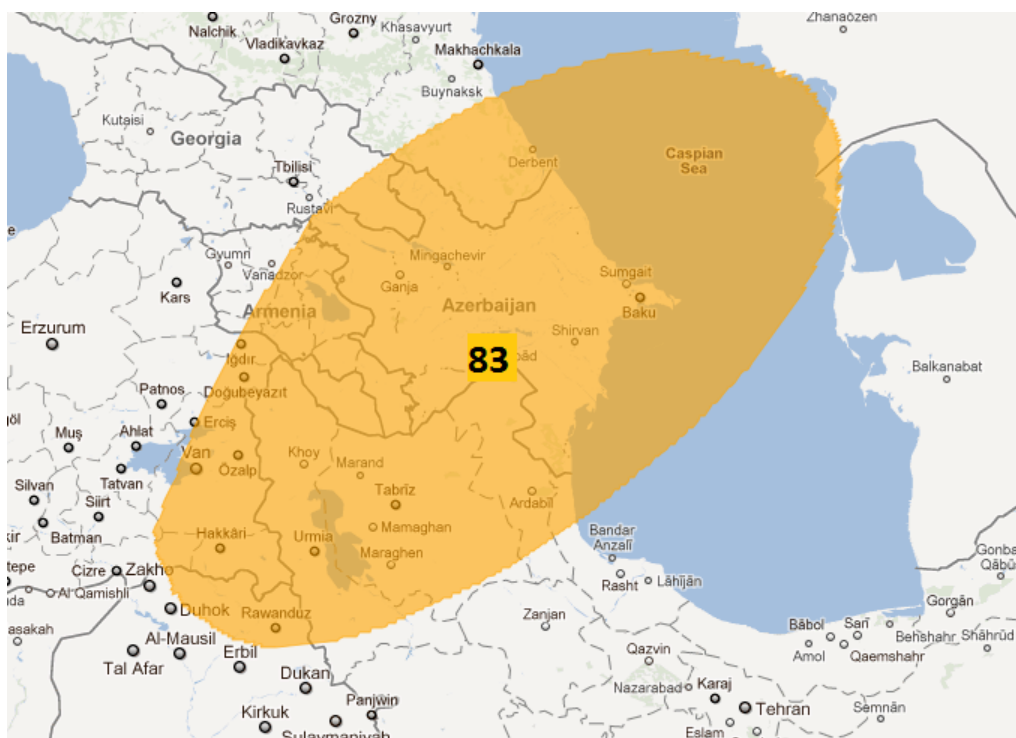 Zhanaözen
Grozny
Nalchik
Khasavyurt
Vladikavkaz
Makhachkala
Buynaksk
Kutaisi
Georgia
Derbent
Caspian
Sea
Tbilisi
Rustavi
Gyumri
Vanadzor
Mingachevir
Ganja
Sumgait
Kars
Armenia
Azerbaijan
Baku
Erzurum
Shirvan
Iğdır
83
Balkanabat
Patnos
Doğubeyazıt
Erciş
Muş
Ahlat
Van
Özalp
Khoy
Marand
Tatvan
Silvan
Siirt
Tabrīz
Ardabīl
Batman
Mamaghan
Hakkâri
Urmia
Maraghen
Bandar
Anzalī
Cizre
Zakho
Rasht
Lāhījān
Al Qamishli
Duhok
Rawanduz
Zanjan
Gorgān
Al-Mausil
Bābol
Sarī
Behshahr
Shāhrūd
Tal Afar
Erbil
Amol
Qaemshahr
Qazvin
Dukan
Nazarabad
Karaj
Panjwin
Tehran
Semnān
Kirkuk
Eslam